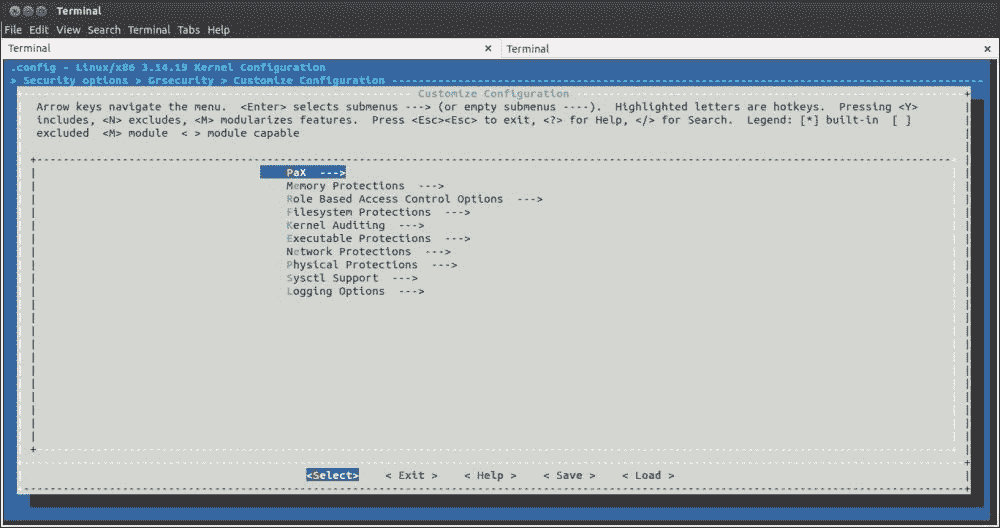 Terminal
File Edit View Search Terminal Tabs Help
Terminal × Terminal ×
.config - Linux/x86 3.14.19 Kernel Configuration
> Security options > Grsecurity > Customize Configuration
Customize Configuration
Arrow keys navigate the menu. <Enter> selects submenus ---> (or empty submenus ----). Highlighted letters are hotkeys. Pressing <Y>
includes, <N> excludes, <M> modularizes features. Press <Esc><Esc> to exit, <?> for Help, </> for Search. Legend: [*] built-in [ ]
excluded <M> module < > module capable
PaX --->
Memory Protections --->
Role Based Access Control Options --->
Filesystem Protections --->
Kernel Auditing --->
Executable Protections --->
Network Protections --->
Physical Protections --->
Sysctl Support --->
Logging Options --->
<Select> < Exit > < Help > < Save > < Load >